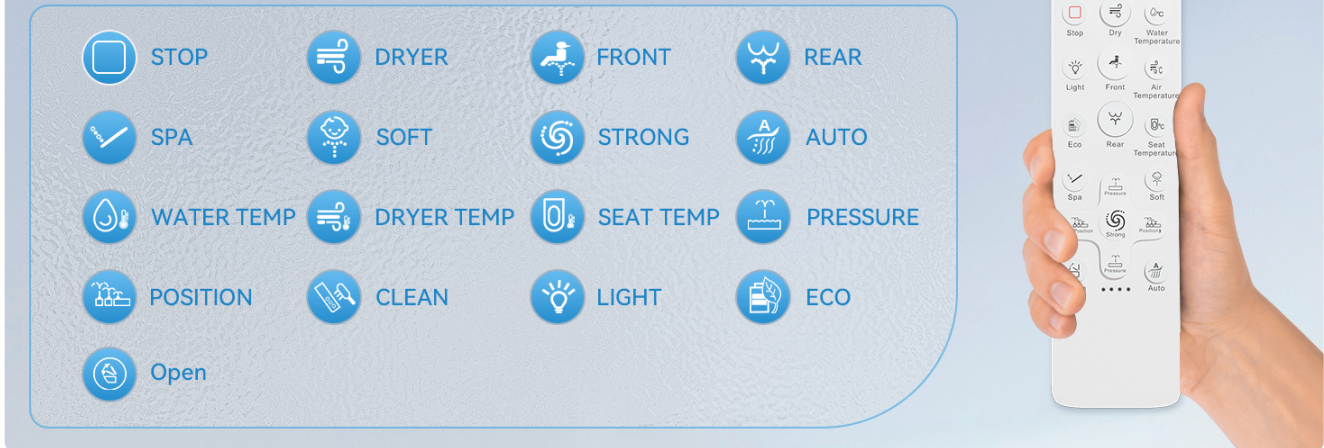 STOP DRYER FRONT REAR
SPA SOFT STRONG AUTO
WATER TEMP DRYER TEMP SEAT TEMP PRESSURE
POSITION CLEAN LIGHT ECO
Open
Stop Dry Water
Temperature
Light Front Air
Temperature
Eco Rear Seat
Temperature
Spa Pressure Soft
Position Strong Position
Pressure Auto